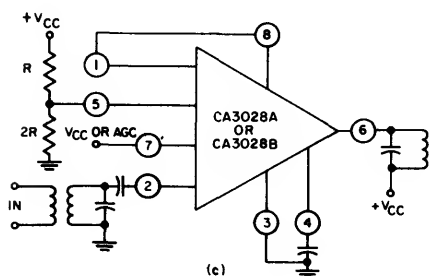 +VCC
R
2R
1
8
5
VCC OR AGC
7
CA3028A
OR
CA3028B
6
IN
2
3
4
+VCC
(c)